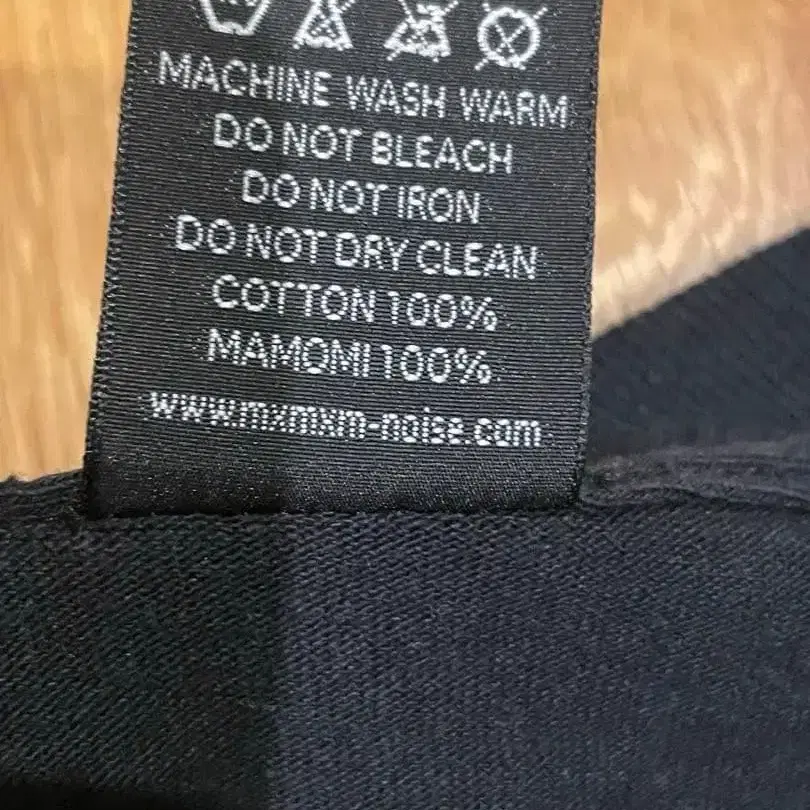 MACHINE WASH WARM
DO NOT BLEACH
DO NOT IRON
DO NOT DRY CLEAN
COTTON 100%
MAMOMI 100%
www.mxmxm-noise.com